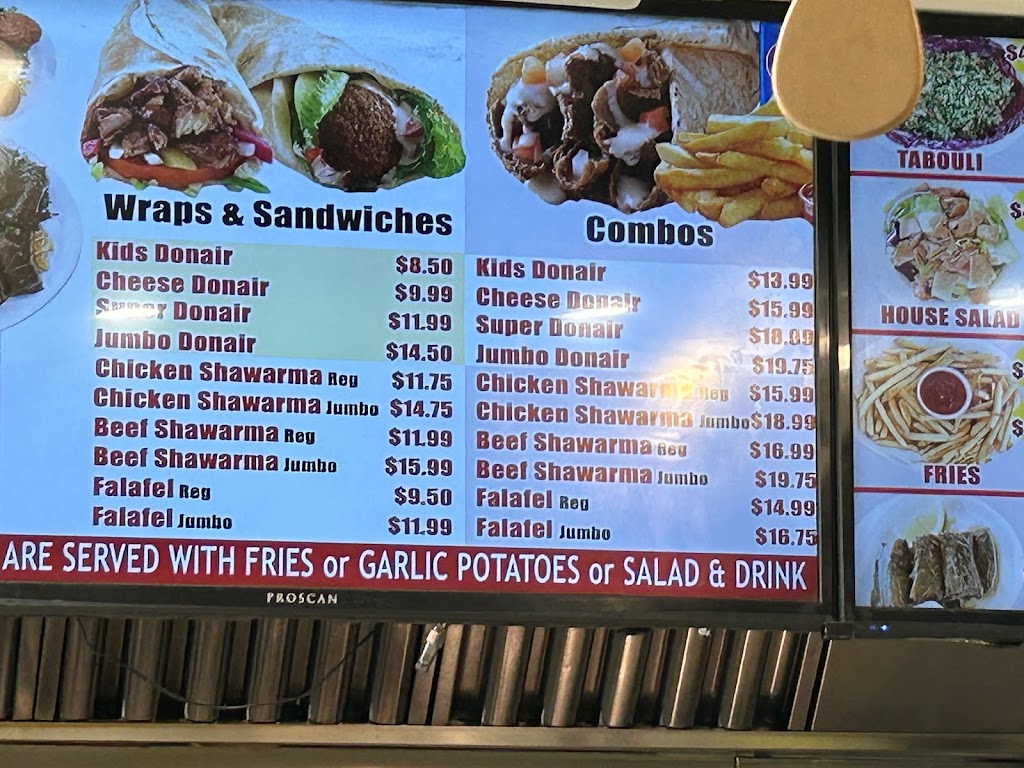 Wraps & Sandwiches
Kids Donair $8.50
Cheese Donair $9.99
Super Donair $11.99
Jumbo Donair $14.50
Chicken Shawarma Reg $11.75
Chicken Shawarma Jumbo $14.75
Beef Shawarma Reg $11.99
Beef Shawarma Jumbo $15.99
Falafel Reg $9.50
Falafel Jumbo $11.99
Combos
Kids Donair $13.99
Cheese Donair $15.99
Super Donair $18.99
Jumbo Donair $19.75
Chicken Shawarma Reg $15.99
Chicken Shawarma Jumbo $18.99
Beef Shawarma Reg $16.99
Beef Shawarma Jumbo $19.75
Falafel Reg $14.99
Falafel Jumbo $16.75
ARE SERVED WITH FRIES or GARLIC POTATOES or SALAD & DRINK
PROSCAN
TABOULI
HOUSE SALAD
FRIES